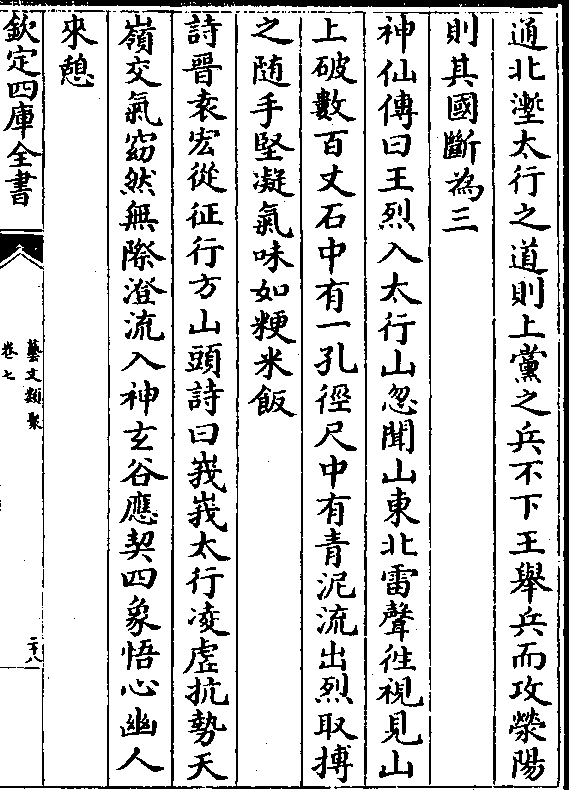 通北塹太行之道則上黨之兵不下王舉兵而攻滎陽
則其國斷為三
神仙傳曰王烈入太行山忽聞山東北雷聲徃視見山
上破數百丈石中有一孔徑尺中有青泥流出烈取摶
之隨手堅凝氣味如粳米飯
詩晉袁宏從征行方山頭詩曰峩峩太行凌虛抗勢天
嶺交氣窈然無際澄流入神玄谷應契四象悟心幽人
來憩
欽定四庫全書
藝文類聚
卷七
二十八